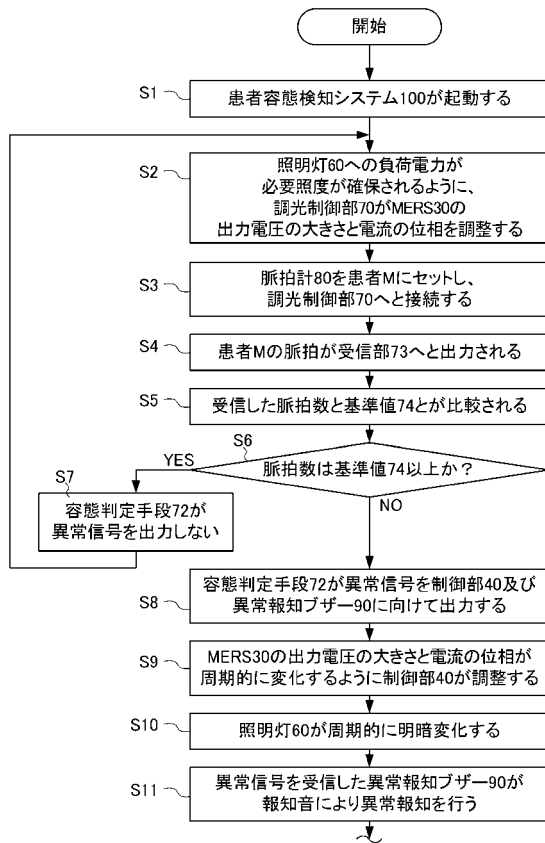 開始
S1
患者容態検知システム100が起動する
S2
照明灯60への負荷電力が
必要照度が確保されるように、
調光制御部70がMERS30の
出力電圧の大きさと電流の位相を調整する
S3
脈拍計80を患者Mにセットし、
調光制御部70へと接続する
S4
患者Mの脈拍が受信部73へと出力される
S5
受信した脈拍数と基準値74とが比較される
S6
脈拍数は基準値74以上か？
YES
NO
S7
容態判定手段72が
異常信号を出力しない
S8
容態判定手段72が異常信号を制御部40及び
異常報知ブザー90に向けて出力する
S9
MERS30の出力電圧の大きさと電流の位相が
周期的に変化するように制御部40が調整する
S10
照明灯60が周期的に明暗変化する
S11
異常信号を受信した異常報知ブザー90が
報知音により異常報知を行う